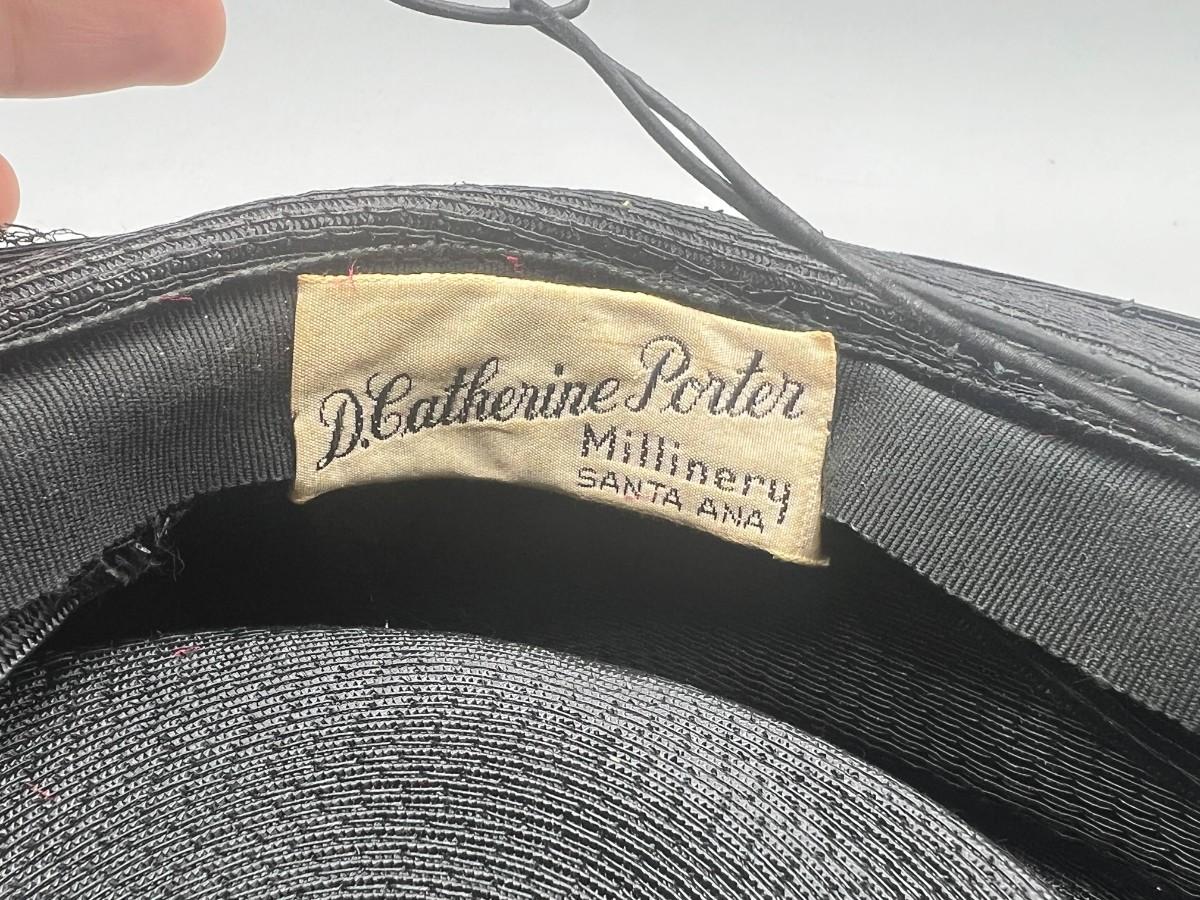 D. Catherine Porter
Millinery
SANTA ANA